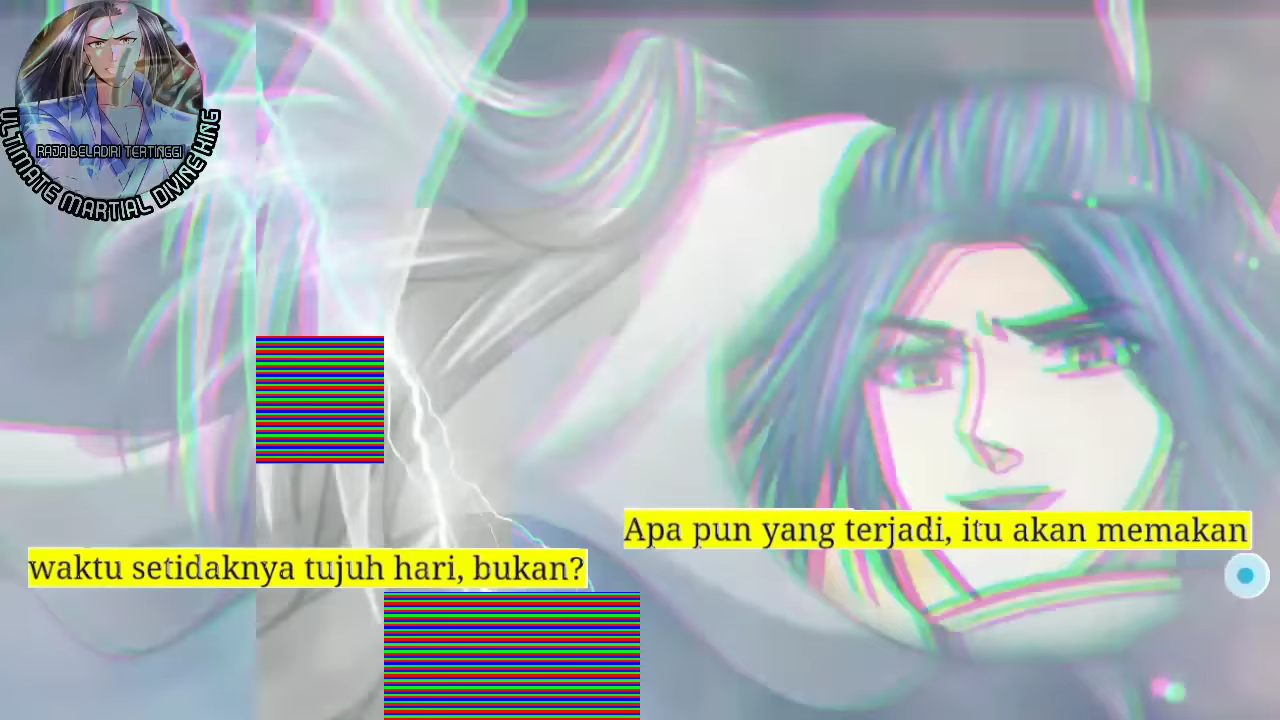 RAJA BELADIRI TERTINGGI
ULTIMATE MARTIAL DIVINE KING
Apa pun yang terjadi, itu akan memakan
waktu setidaknya tujuh hari, bukan?